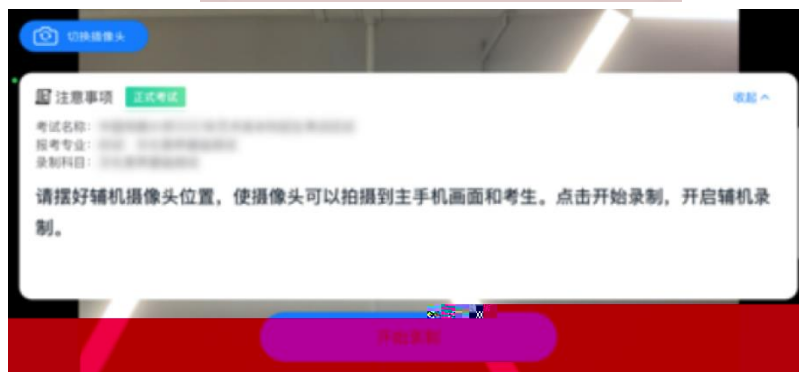 切换摄像头
注意事项 正式考试 收起
考试名称：
报考专业：
录制科目：
请摆好辅机摄像头位置，使摄像头可以拍摄到主手机画面和考生。点击开始录制，开启辅机录
制。
开始录制